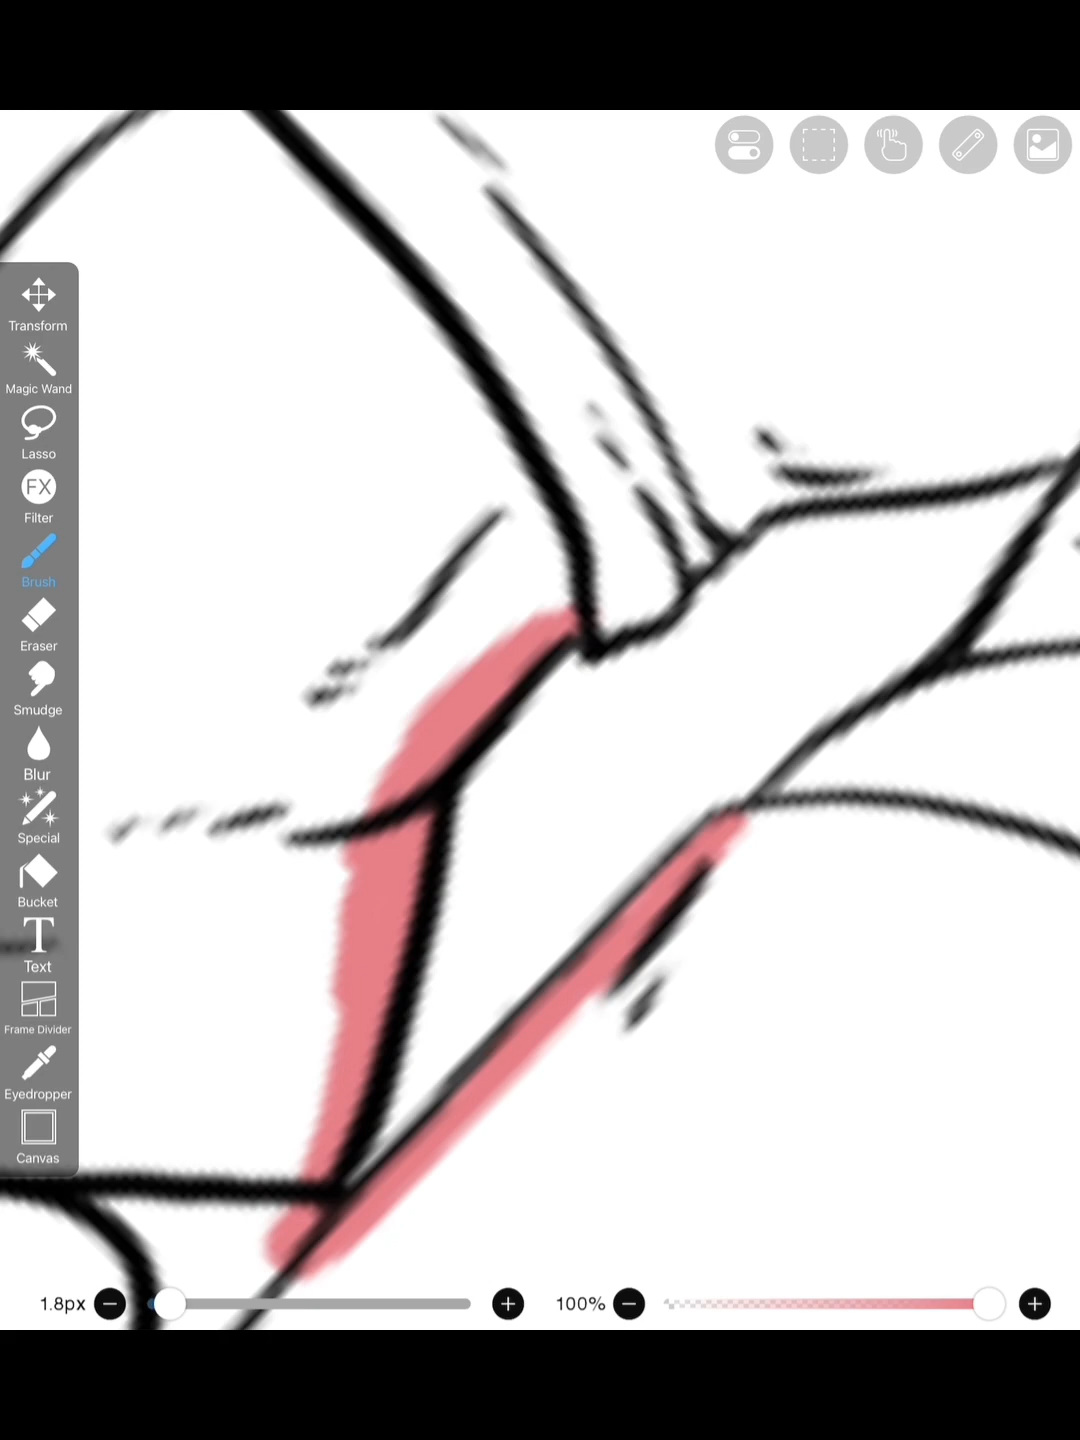 Transform
Magic Wand
Lasso
FX
Filter
Brush
Eraser
Smudge
Blur
Special
Bucket
T
Text
Frame Divider
Eyedropper
Canvas
1.8px
100%